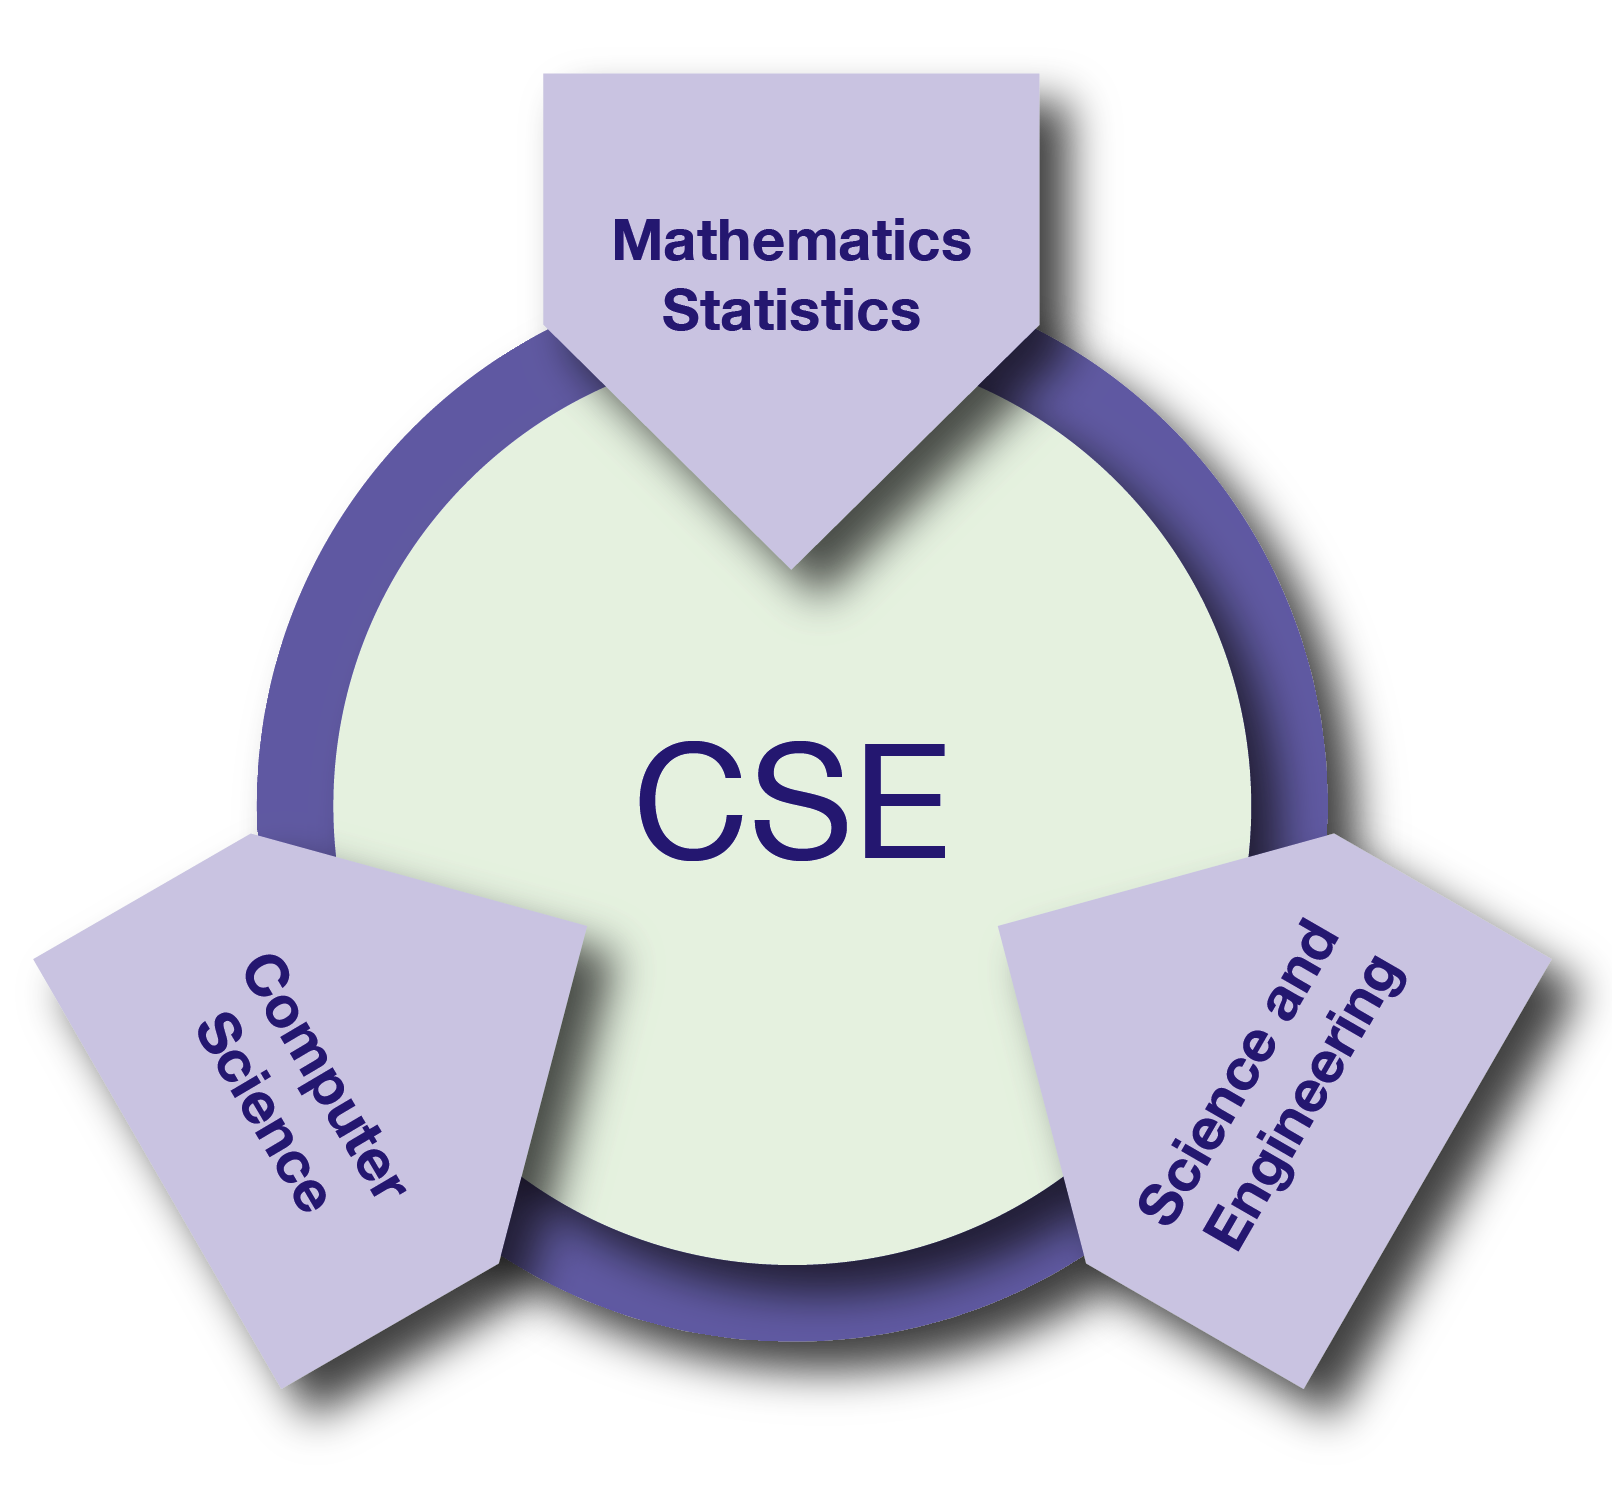 Mathematics
Statistics
CSE
Computer
Science
Science and
Engineering